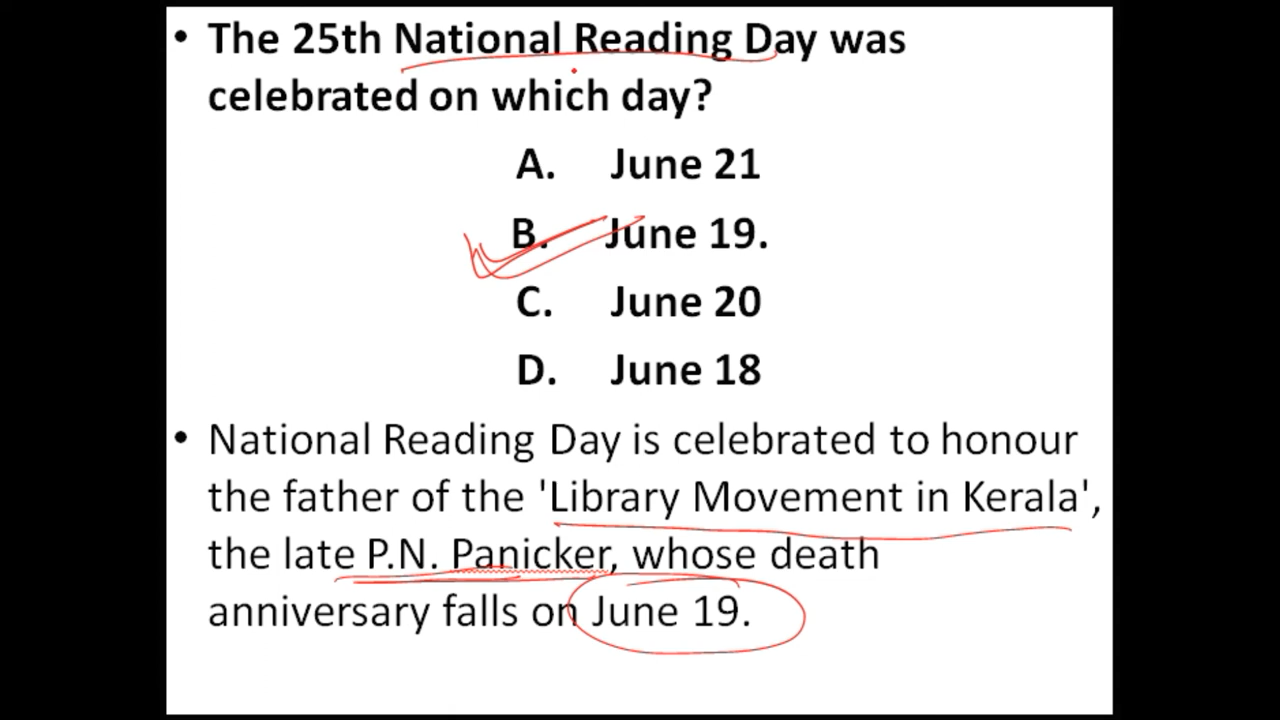 • The 25th National Reading Day was
celebrated on which day?
A. June 21
B. June 19.
C. June 20
D. June 18
• National Reading Day is celebrated to honour
the father of the 'Library Movement in Kerala',
the late P.N. Panicker, whose death
anniversary falls on June 19.